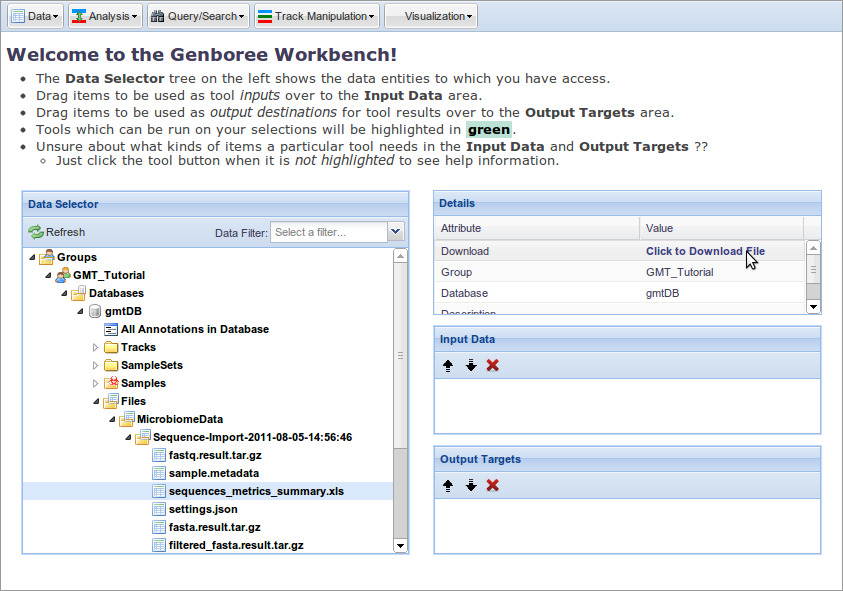 Data Analysis Query/Search Track Manipulation Visualization
Welcome to the Genboree Workbench!
The Data Selector tree on the left shows the data entities to which you have access.
Drag items to be used as tool inputs over to the Input Data area.
Drag items to be used as output destinations for tool results over to the Output Targets area.
Tools which can be run on your selections will be highlighted in green.
Unsure about what kinds of items a particular tool needs in the Input Data and Output Targets ??
Just click the tool button when it is not highlighted to see help information.
Data Selector
Refresh Data Filter: Select a filter...
Groups
GMT_Tutorial
Databases
gmtDB
All Annotations in Database
Tracks
SampleSets
Samples
Files
MicrobiomeData
Sequence-Import-2011-08-05-14:56:46
fastq.result.tar.gz
sample.metadata
sequences_metrics_summary.xls
settings.json
fasta.result.tar.gz
filtered_fasta.result.tar.gz
Details
Attribute Value
Download Click to Download File
Group GMT_Tutorial
Database gmtDB
Description
Input Data
Output Targets